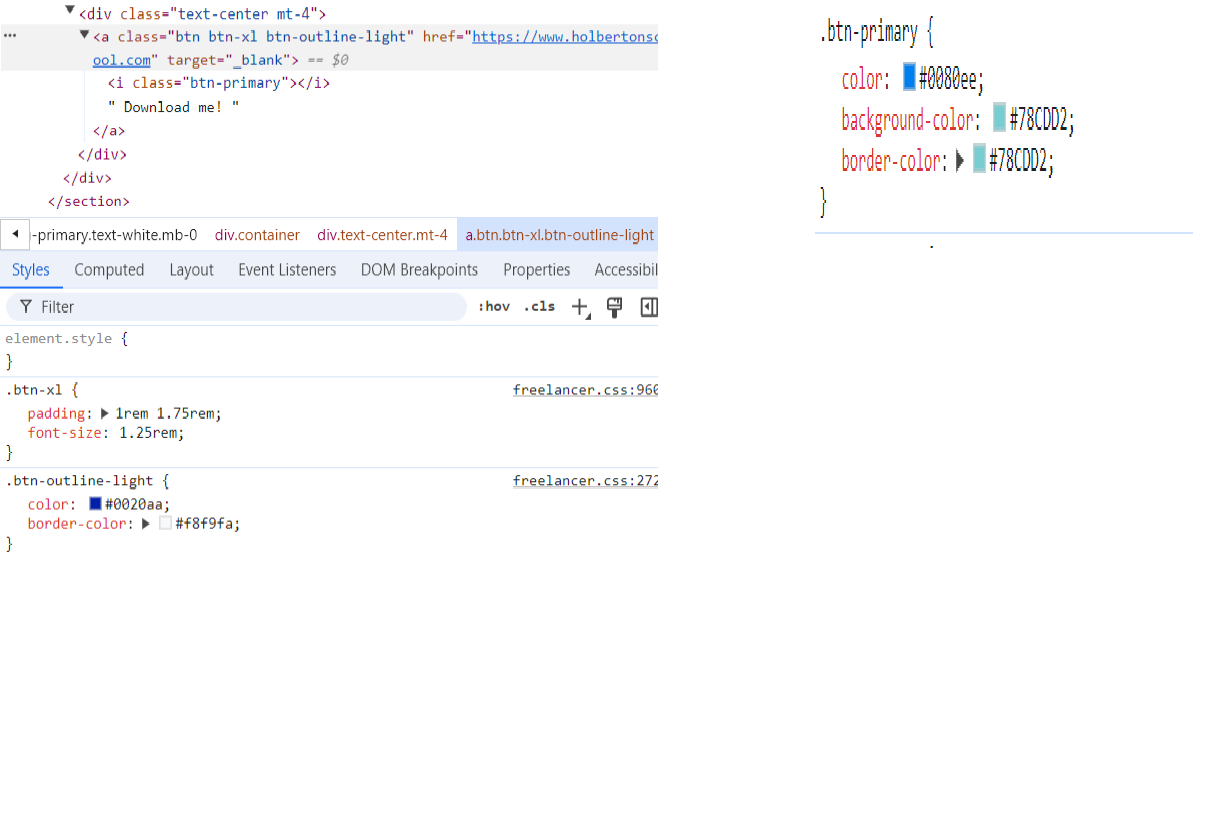 <div class="text-center mt-4">
<a class="btn btn-xl btn-outline-light" href="https://www.holbertonsc
ool.com" target="_blank"> == $0
<i class="btn-primary"></i>
" Download me! "
</a>
</div>
</div>
</section>
-primary.text-white.mb-0 div.container div.text-center.mt-4 a.btn.btn-xl.btn-outline-light
Styles Computed Layout Event Listeners DOM Breakpoints Properties Accessibil
Filter :hov .cls
element.style {
}
.btn-xl { freelancer.css:960
padding: 1rem 1.75rem;
font-size: 1.25rem;
}
.btn-outline-light { freelancer.css:272
color: #0020aa;
border-color: #f8f9fa;
}
.btn-primary {
color: #0080ee;
background-color: #78CDD2;
border-color: #78CDD2;
}